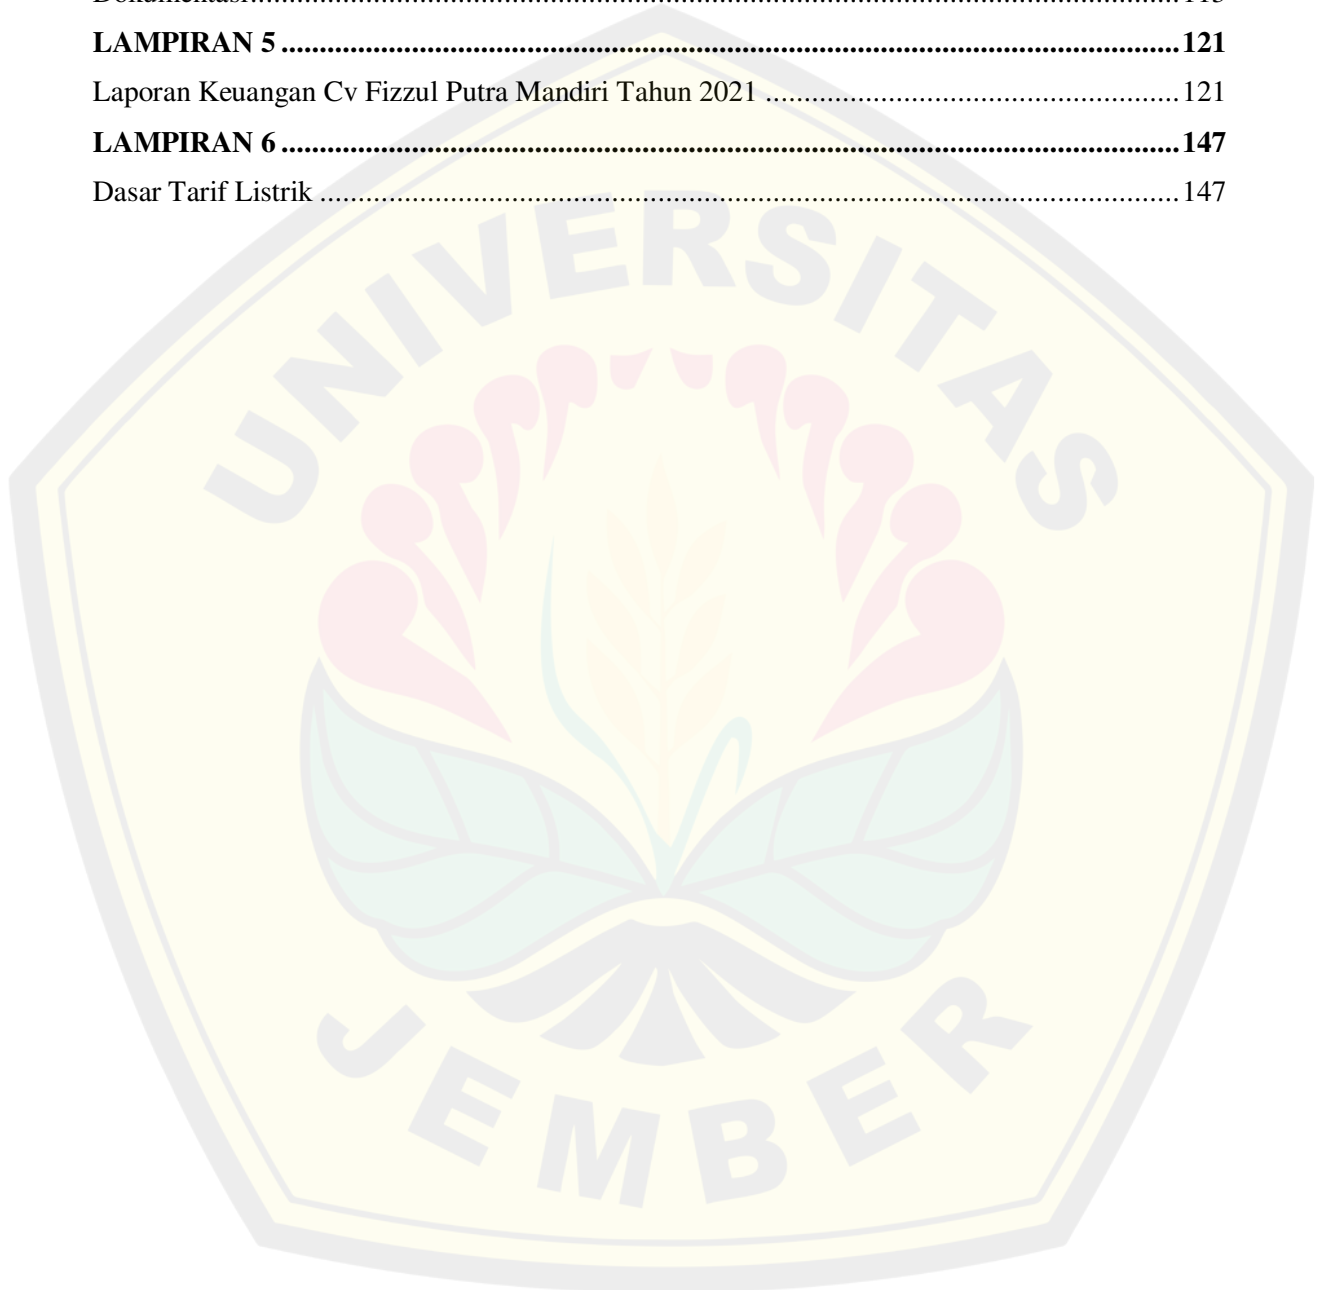 LAMPIRAN 5 ........................................................................................................................ 121
Laporan Keuangan Cv Fizzul Putra Mandiri Tahun 2021 ....................................................... 121
LAMPIRAN 6 ........................................................................................................................ 147
Dasar Tarif Listrik .................................................................................................................. 147
UNIVERSITAS
JEMBER